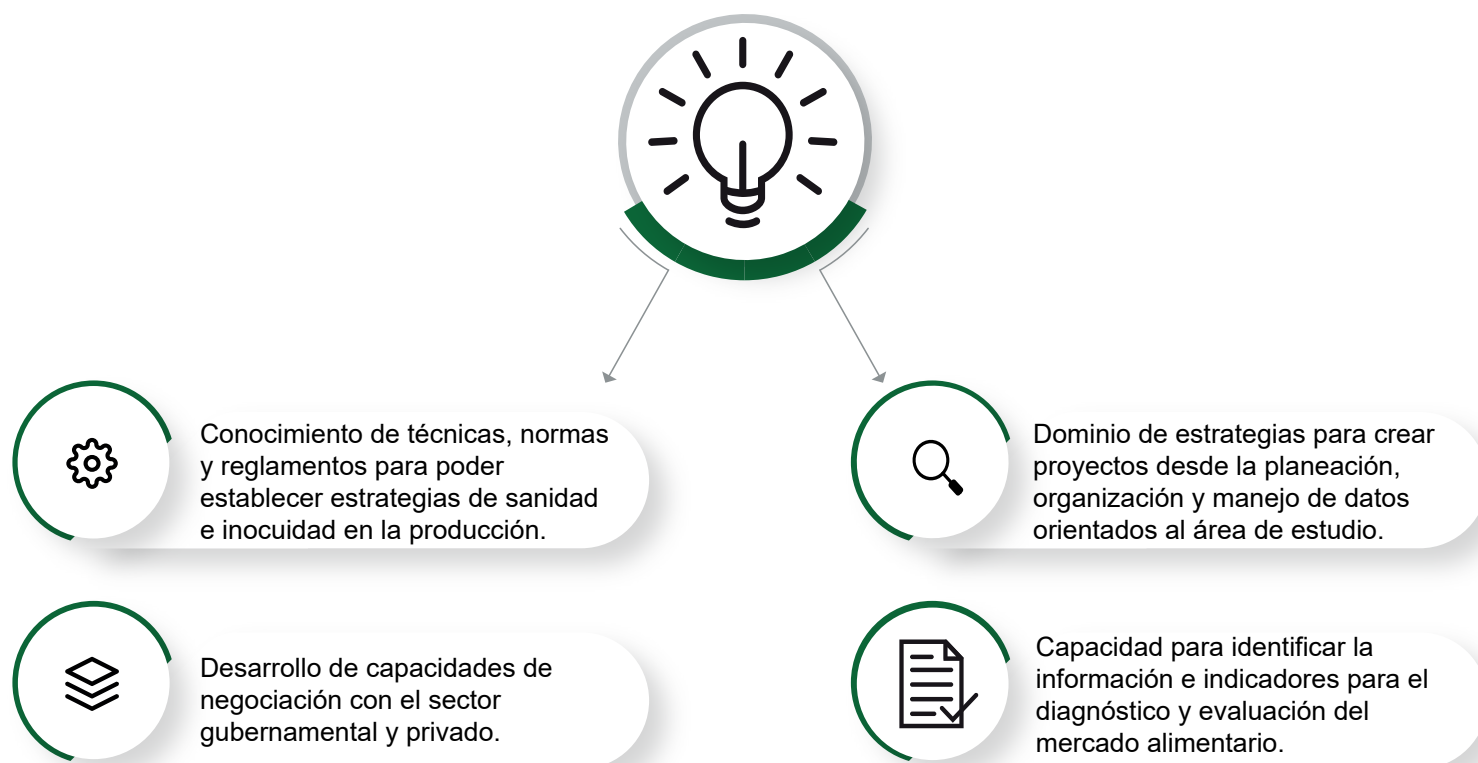 Conocimiento de técnicas, normas
y reglamentos para poder
establecer estrategias de sanidad
e inocuidad en la producción.
Dominio de estrategias para crear
proyectos desde la planeación,
organización y manejo de datos
orientados al área de estudio.
Desarrollo de capacidades de
negociación con el sector
gubernamental y privado.
Capacidad para identificar la
información e indicadores para el
diagnóstico y evaluación del
mercado alimentario.